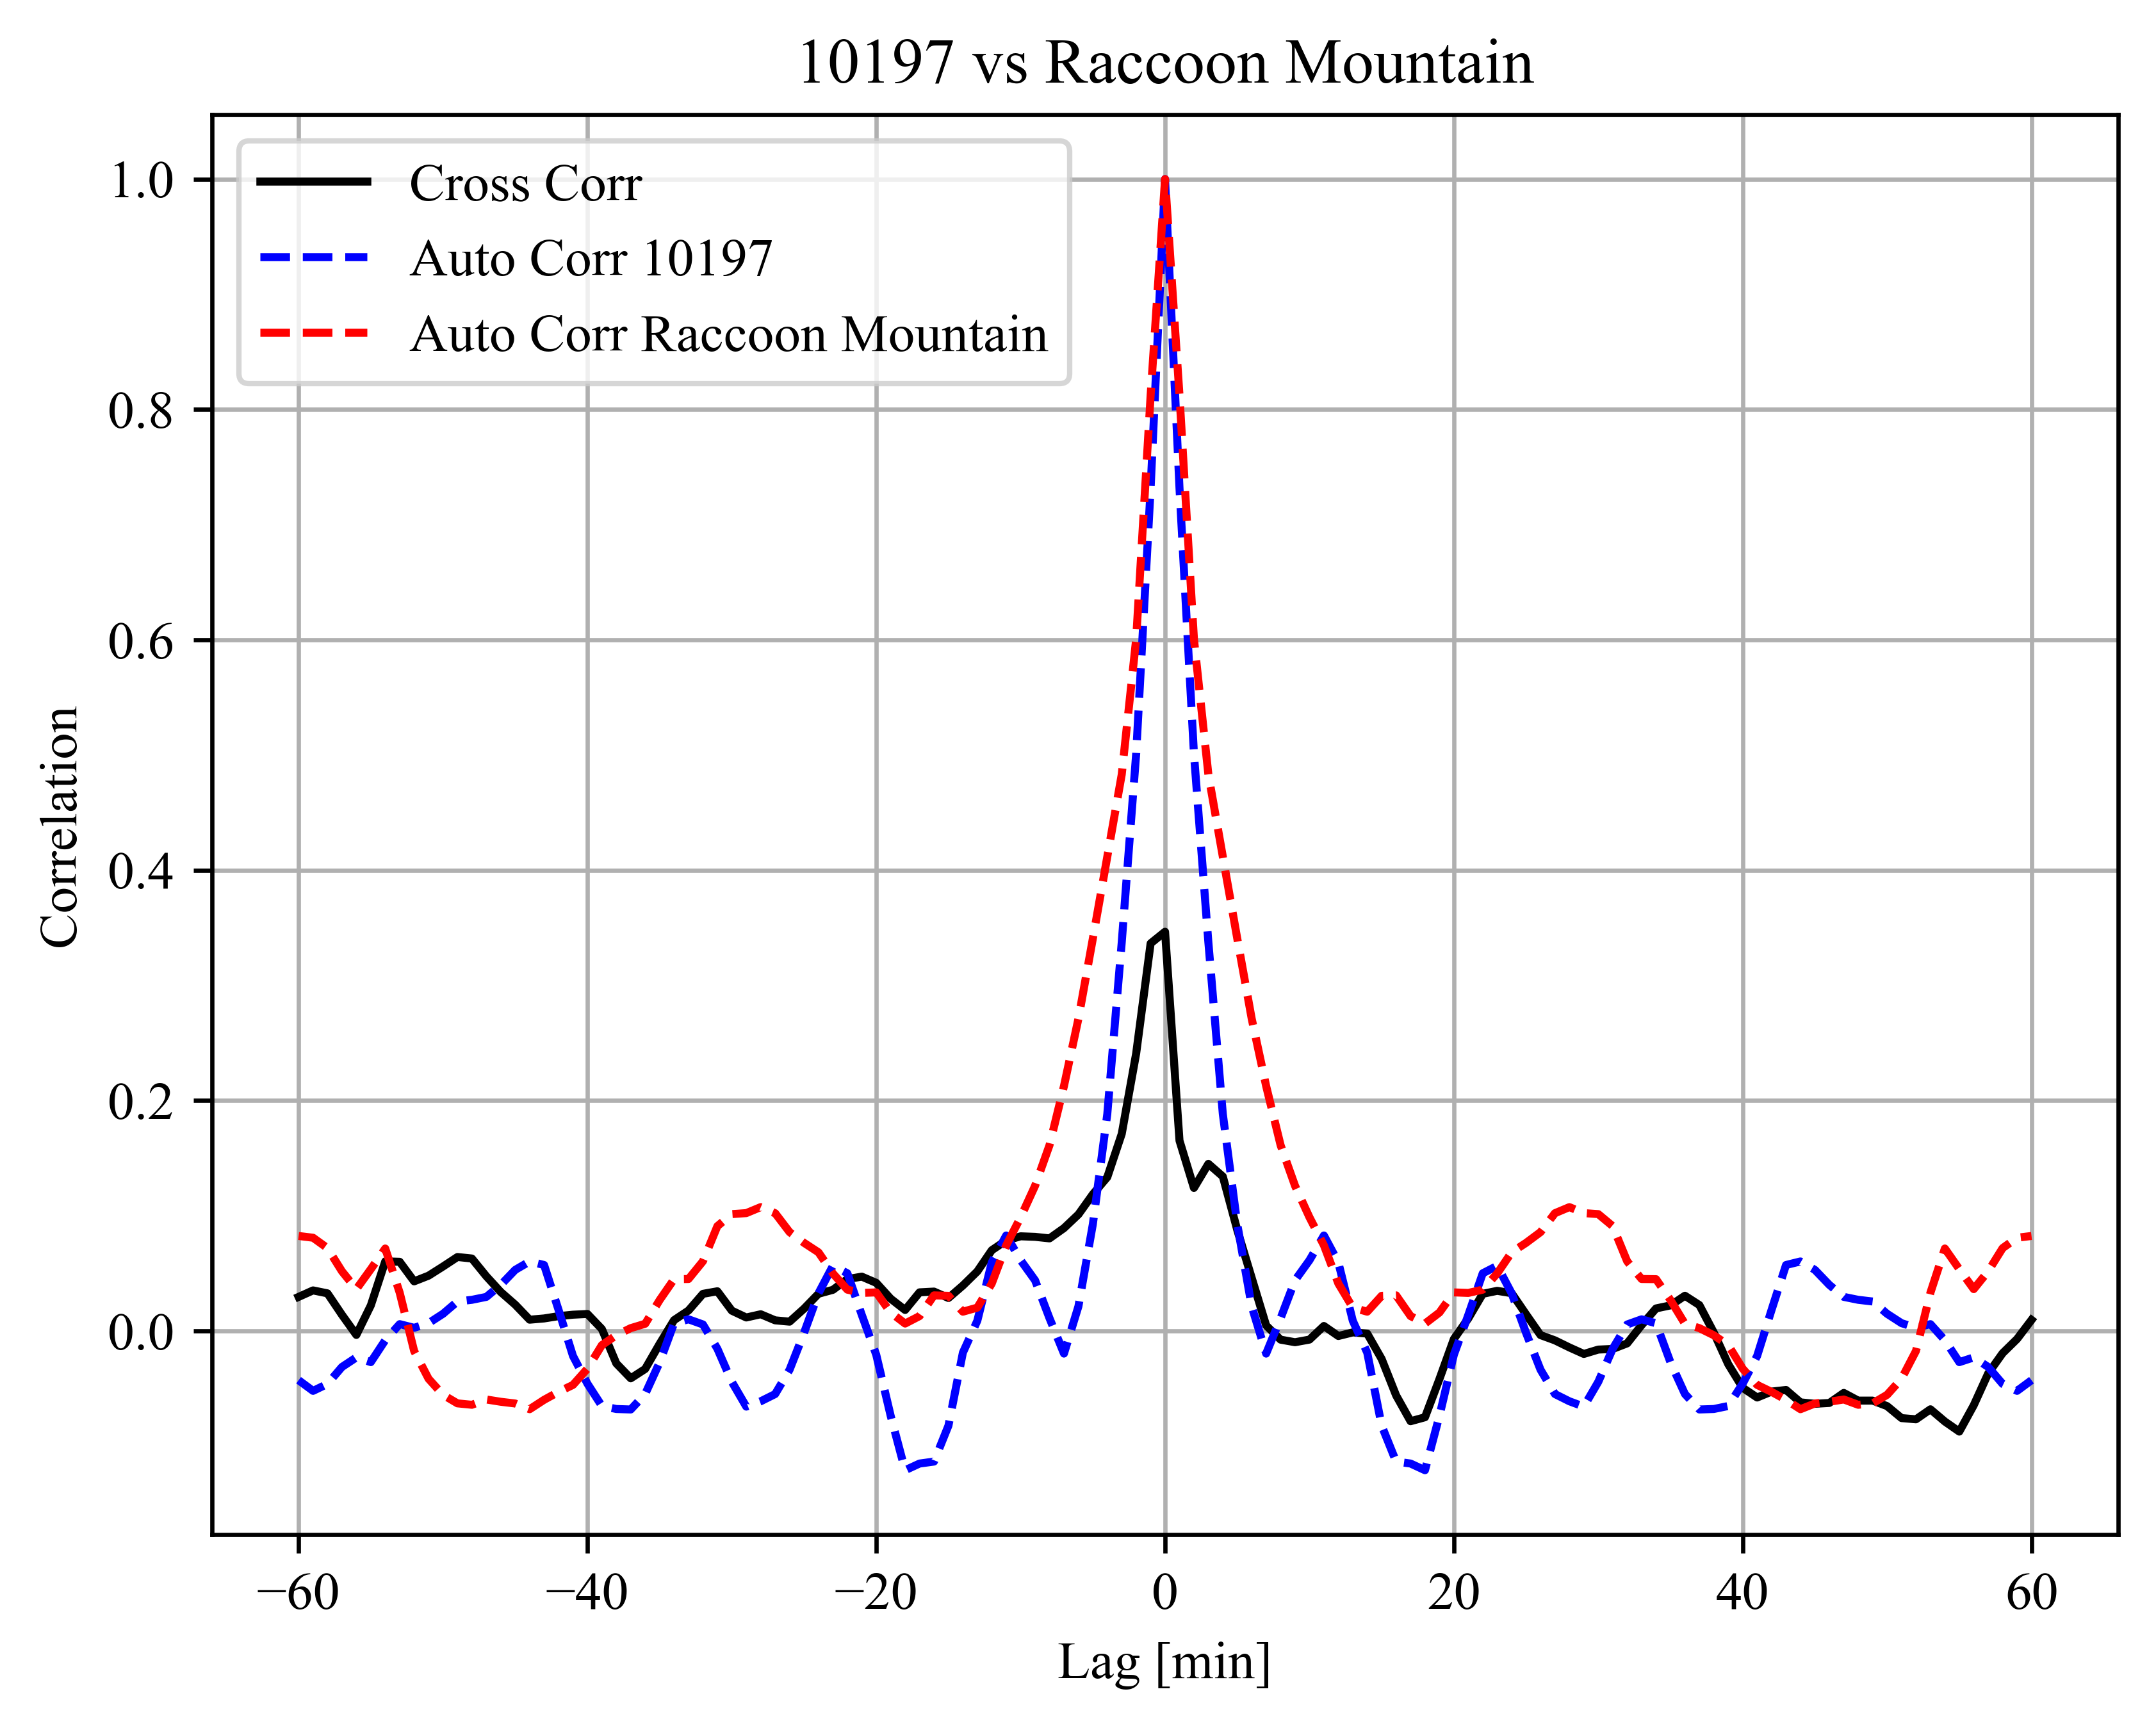 10197 vs Raccoon Mountain
Cross Corr
Auto Corr 10197
Auto Corr Raccoon Mountain
1.0
0.8
0.6
0.4
0.2
0.0
Correlation
−60 −40 −20 0 20 40 60
Lag [min]